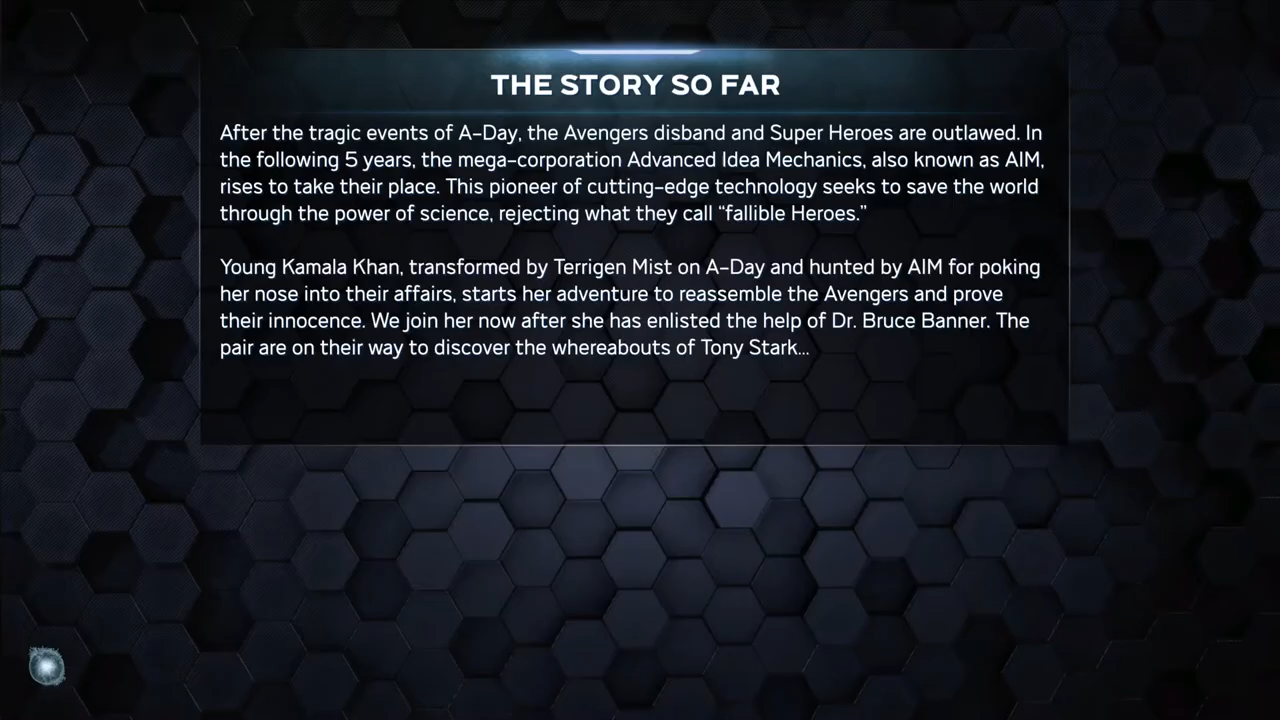 THE STORY SO FAR
After the tragic events of A-Day, the Avengers disband and Super Heroes are outlawed. In
the following 5 years, the mega-corporation Advanced Idea Mechanics, also known as AIM,
rises to take their place. This pioneer of cutting-edge technology seeks to save the world
through the power of science, rejecting what they call “fallible Heroes.”
Young Kamala Khan, transformed by Terrigen Mist on A-Day and hunted by AIM for poking
her nose into their affairs, starts her adventure to reassemble the Avengers and prove
their innocence. We join her now after she has enlisted the help of Dr. Bruce Banner. The
pair are on their way to discover the whereabouts of Tony Stark...